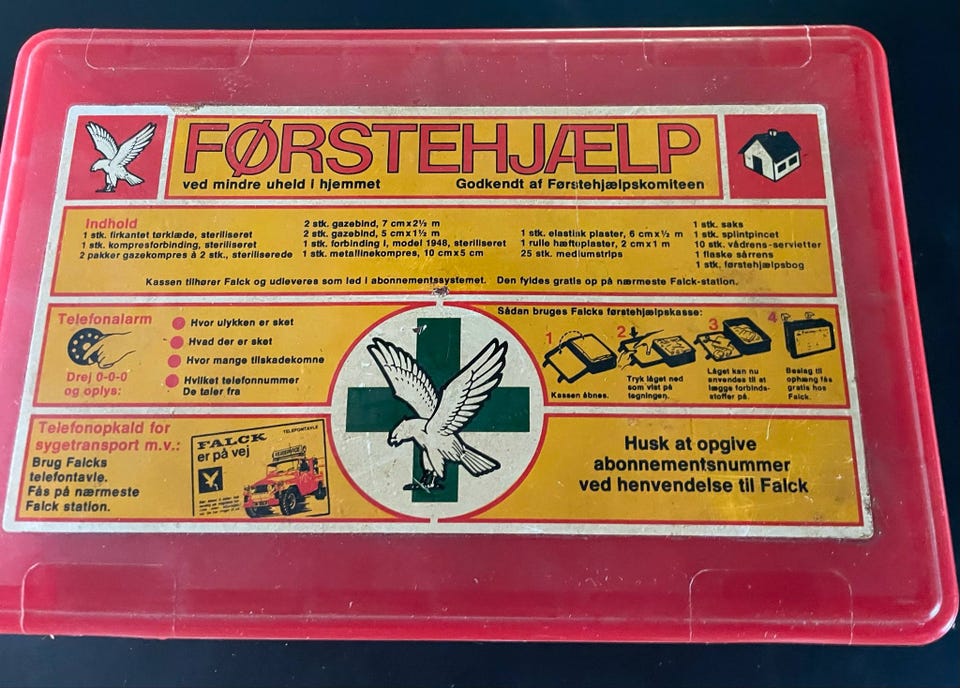 FØRSTEHJÆLP
ved mindre uheld i hjemmet
Godkendt af Førstehjælpskomiteen
Indhold
1 stk. firkantet tørklæde, steriliseret
1 stk. kompresforbinding, steriliseret
2 pakker gazekompres à 2 stk., steriliserede
2 stk. gazebind, 7 cm x 2½ m
2 stk. gazebind, 5 cm x 1½ m
1 stk. forbinding I, model 1948, steriliseret
1 stk. metallinekompres, 10 cm x 5 cm
1 stk. elastisk plaster, 6 cm x ½ m
1 rulle hæftuplaster, 2 cm x 1 m
25 stk. mediumstrips
1 stk. saks
1 stk. splintpincet
10 stk. vådrens-servietter
1 flaske sårrens
1 stk. førstehjælpsbog
Kassen tilhører Falck og udleveres som led i abonnementssystemet. Den fyldes gratis op på nærmeste Falck-station.
Telefonalarm
Drej 0-0-0
og oplys:
Hvor ulykken er sket
Hvad der er sket
Hvor mange tilskadekomne
Hvilket telefonnummer
De taler fra
Sådan bruges Falcks førstehjælpskasse:
1
Kassen åbnes.
2
Tryk låget ned
som vist på
tegningen.
3
Låget kan nu
anvendes til at
lægge forbind-
stoffer på.
4
Beslag til
ophæng fås
gratis hos
Falck.
Telefonopkald for
sygetransport m.v.:
Brug Falcks
telefontavle.
Fås på nærmeste
Falck station.
TELEFONTAVLE
FALCK
er på vej
Husk at opgive
abonnementsnummer
ved henvendelse til Falck